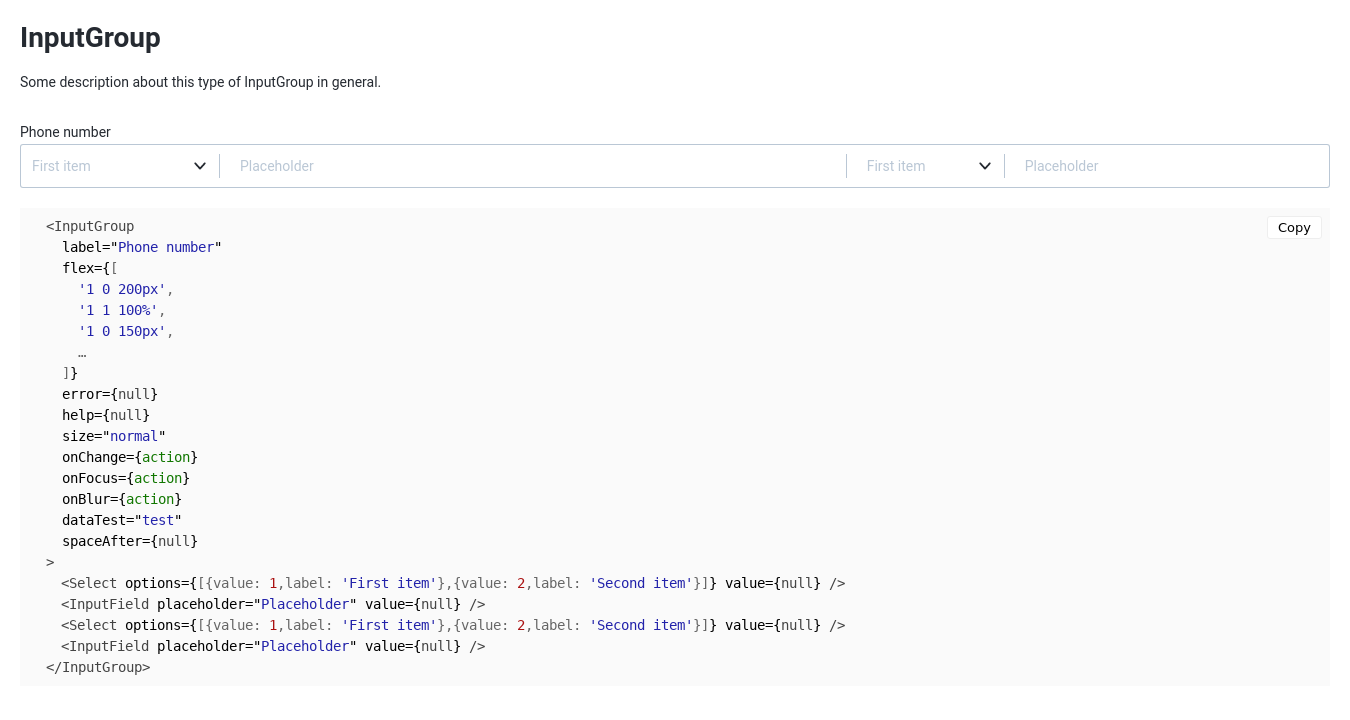 InputGroup
Some description about this type of InputGroup in general.
Phone number
First item Placeholder First item Placeholder
Copy
<InputGroup
label="Phone number"
flex={[
'1 0 200px',
'1 1 100%',
'1 0 150px',
…
]}
error={null}
help={null}
size="normal"
onChange={action}
onFocus={action}
onBlur={action}
dataTest="test"
spaceAfter={null}
>
<Select options={[{value: 1,label: 'First item'},{value: 2,label: 'Second item'}]} value={null} />
<InputField placeholder="Placeholder" value={null} />
<Select options={[{value: 1,label: 'First item'},{value: 2,label: 'Second item'}]} value={null} />
<InputField placeholder="Placeholder" value={null} />
</InputGroup>